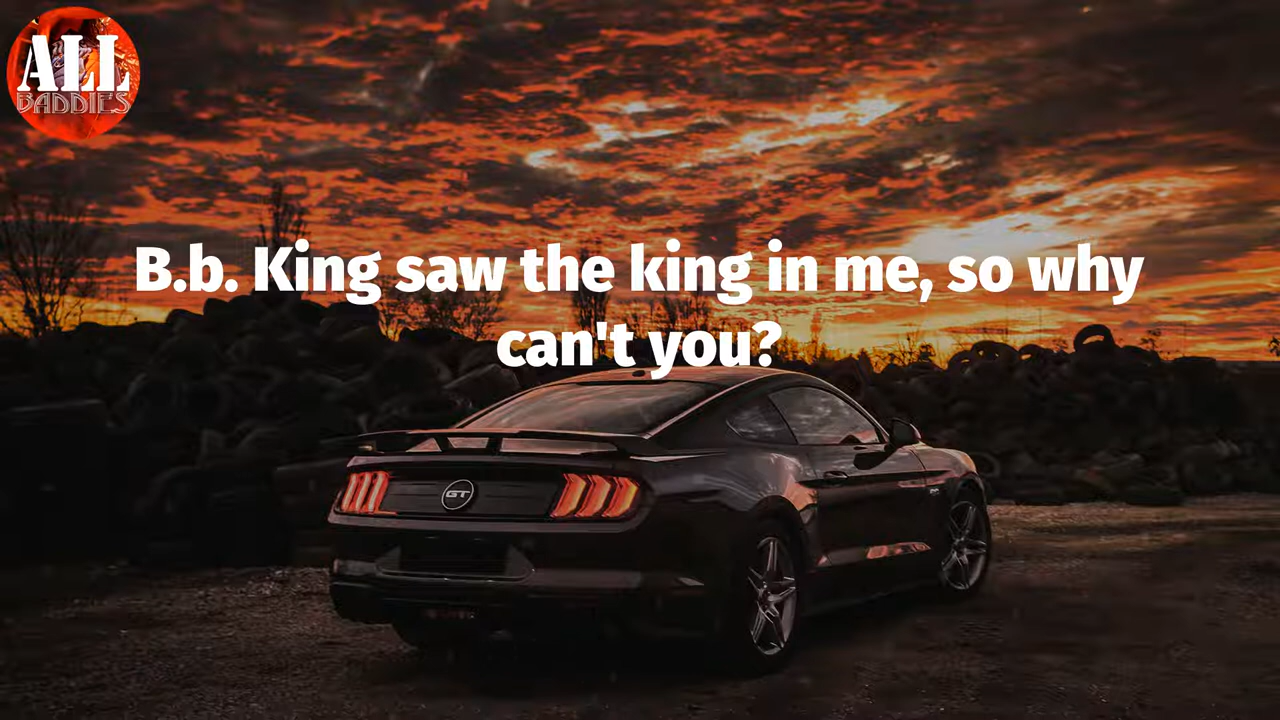 ALL
BADDIES
B.b. King saw the king in me, so why
can't you?
GT